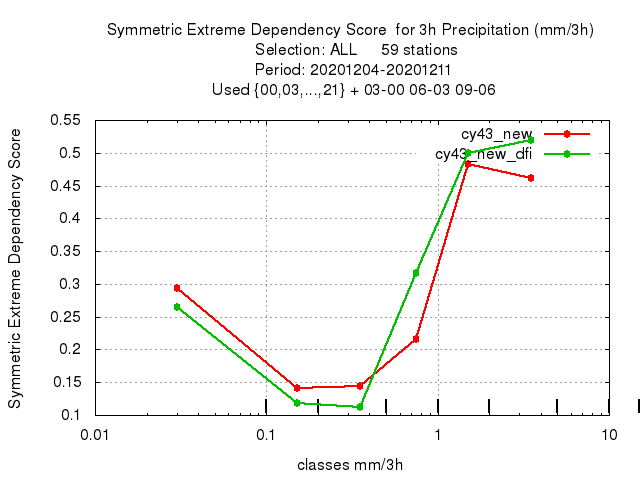 Symmetric Extreme Dependency Score for 3h Precipitation (mm/3h)
Selection: ALL 59 stations
Period: 20201204-20201211
Used {00,03,...,21} + 03-00 06-03 09-06
Symmetric Extreme Dependency Score
0.55
0.5
0.45
0.4
0.35
0.3
0.25
0.2
0.15
0.1
cy43_new
cy43_new_dfi
0.01 0.1 1 10
classes mm/3h